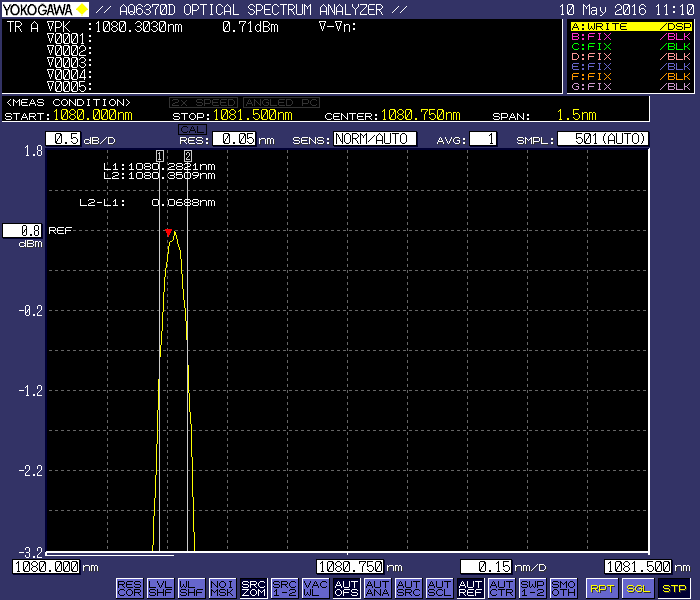 YOKOGAWA // AQ6370D OPTICAL SPECTRUM ANALYZER // 10 May 2016 11:10
TR A ∇PK :1080.3030nm 0.71dBm ∇-∇n:
∇0001:
∇0002:
∇0003:
∇0004:
∇0005:
A:WRITE /DSP
B:FIX /BLK
C:FIX /BLK
D:FIX /BLK
E:FIX /BLK
F:FIX /BLK
G:FIX /BLK
<MEAS CONDITION> 2X SPEED ANGLED PC
START:1080.000nm STOP:1081.500nm CENTER:1080.750nm SPAN: 1.5nm
CAL
0.5 dB/D RES: 0.05 nm SENS: NORM/AUTO AVG: 1 SMPL: 501(AUTO)
1.8
1 2
L1:1080.2821nm
L2:1080.3509nm
L2-L1: 0.0688nm
0.8 REF
dBm
-0.2
-1.2
-2.2
-3.2
1080.000 nm 1080.750 nm 0.15 nm/D 1081.500 nm
RES COR
LVL SHF
WL SHF
NOI MSK
SRC ZOM
SRC 1-2
VAC WL
AUT OFS
AUT ANA
AUT SRC
AUT SCL
AUT REF
AUT CTR
SWP 1-2
SMO OTH
RPT
SGL
STP